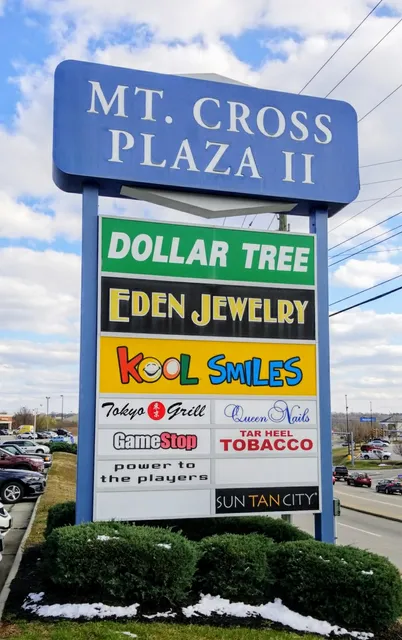 MT. CROSS
PLAZA II
DOLLAR TREE
EDEN JEWELRY
KOOL SMILES
Tokyo Grill
Queen Nails
GameStop
TAR HEEL
TOBACCO
power to
the players
SUN TAN CITY